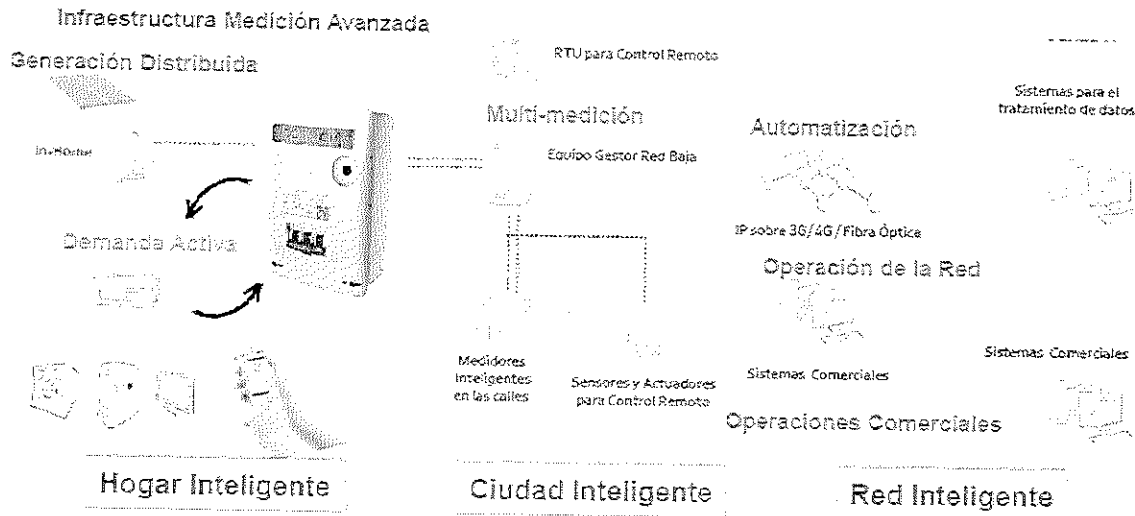 Infraestructura Medición Avanzada
Generación Distribuida
In-Home
Demanda Activa
Hogar Inteligente
RTU para Control Remoto
Multi-medición
Equipo Gestor Red Baja
Medidores
Inteligentes
en las calles
Sensores y Actuadores
para Control Remoto
Ciudad Inteligente
Automatización
IP sobre 3G/4G/Fibra Óptica
Operación de la Red
Sistemas Comerciales
Operaciones Comerciales
Sistemas para el
tratamiento de datos
Sistemas Comerciales
Red Inteligente